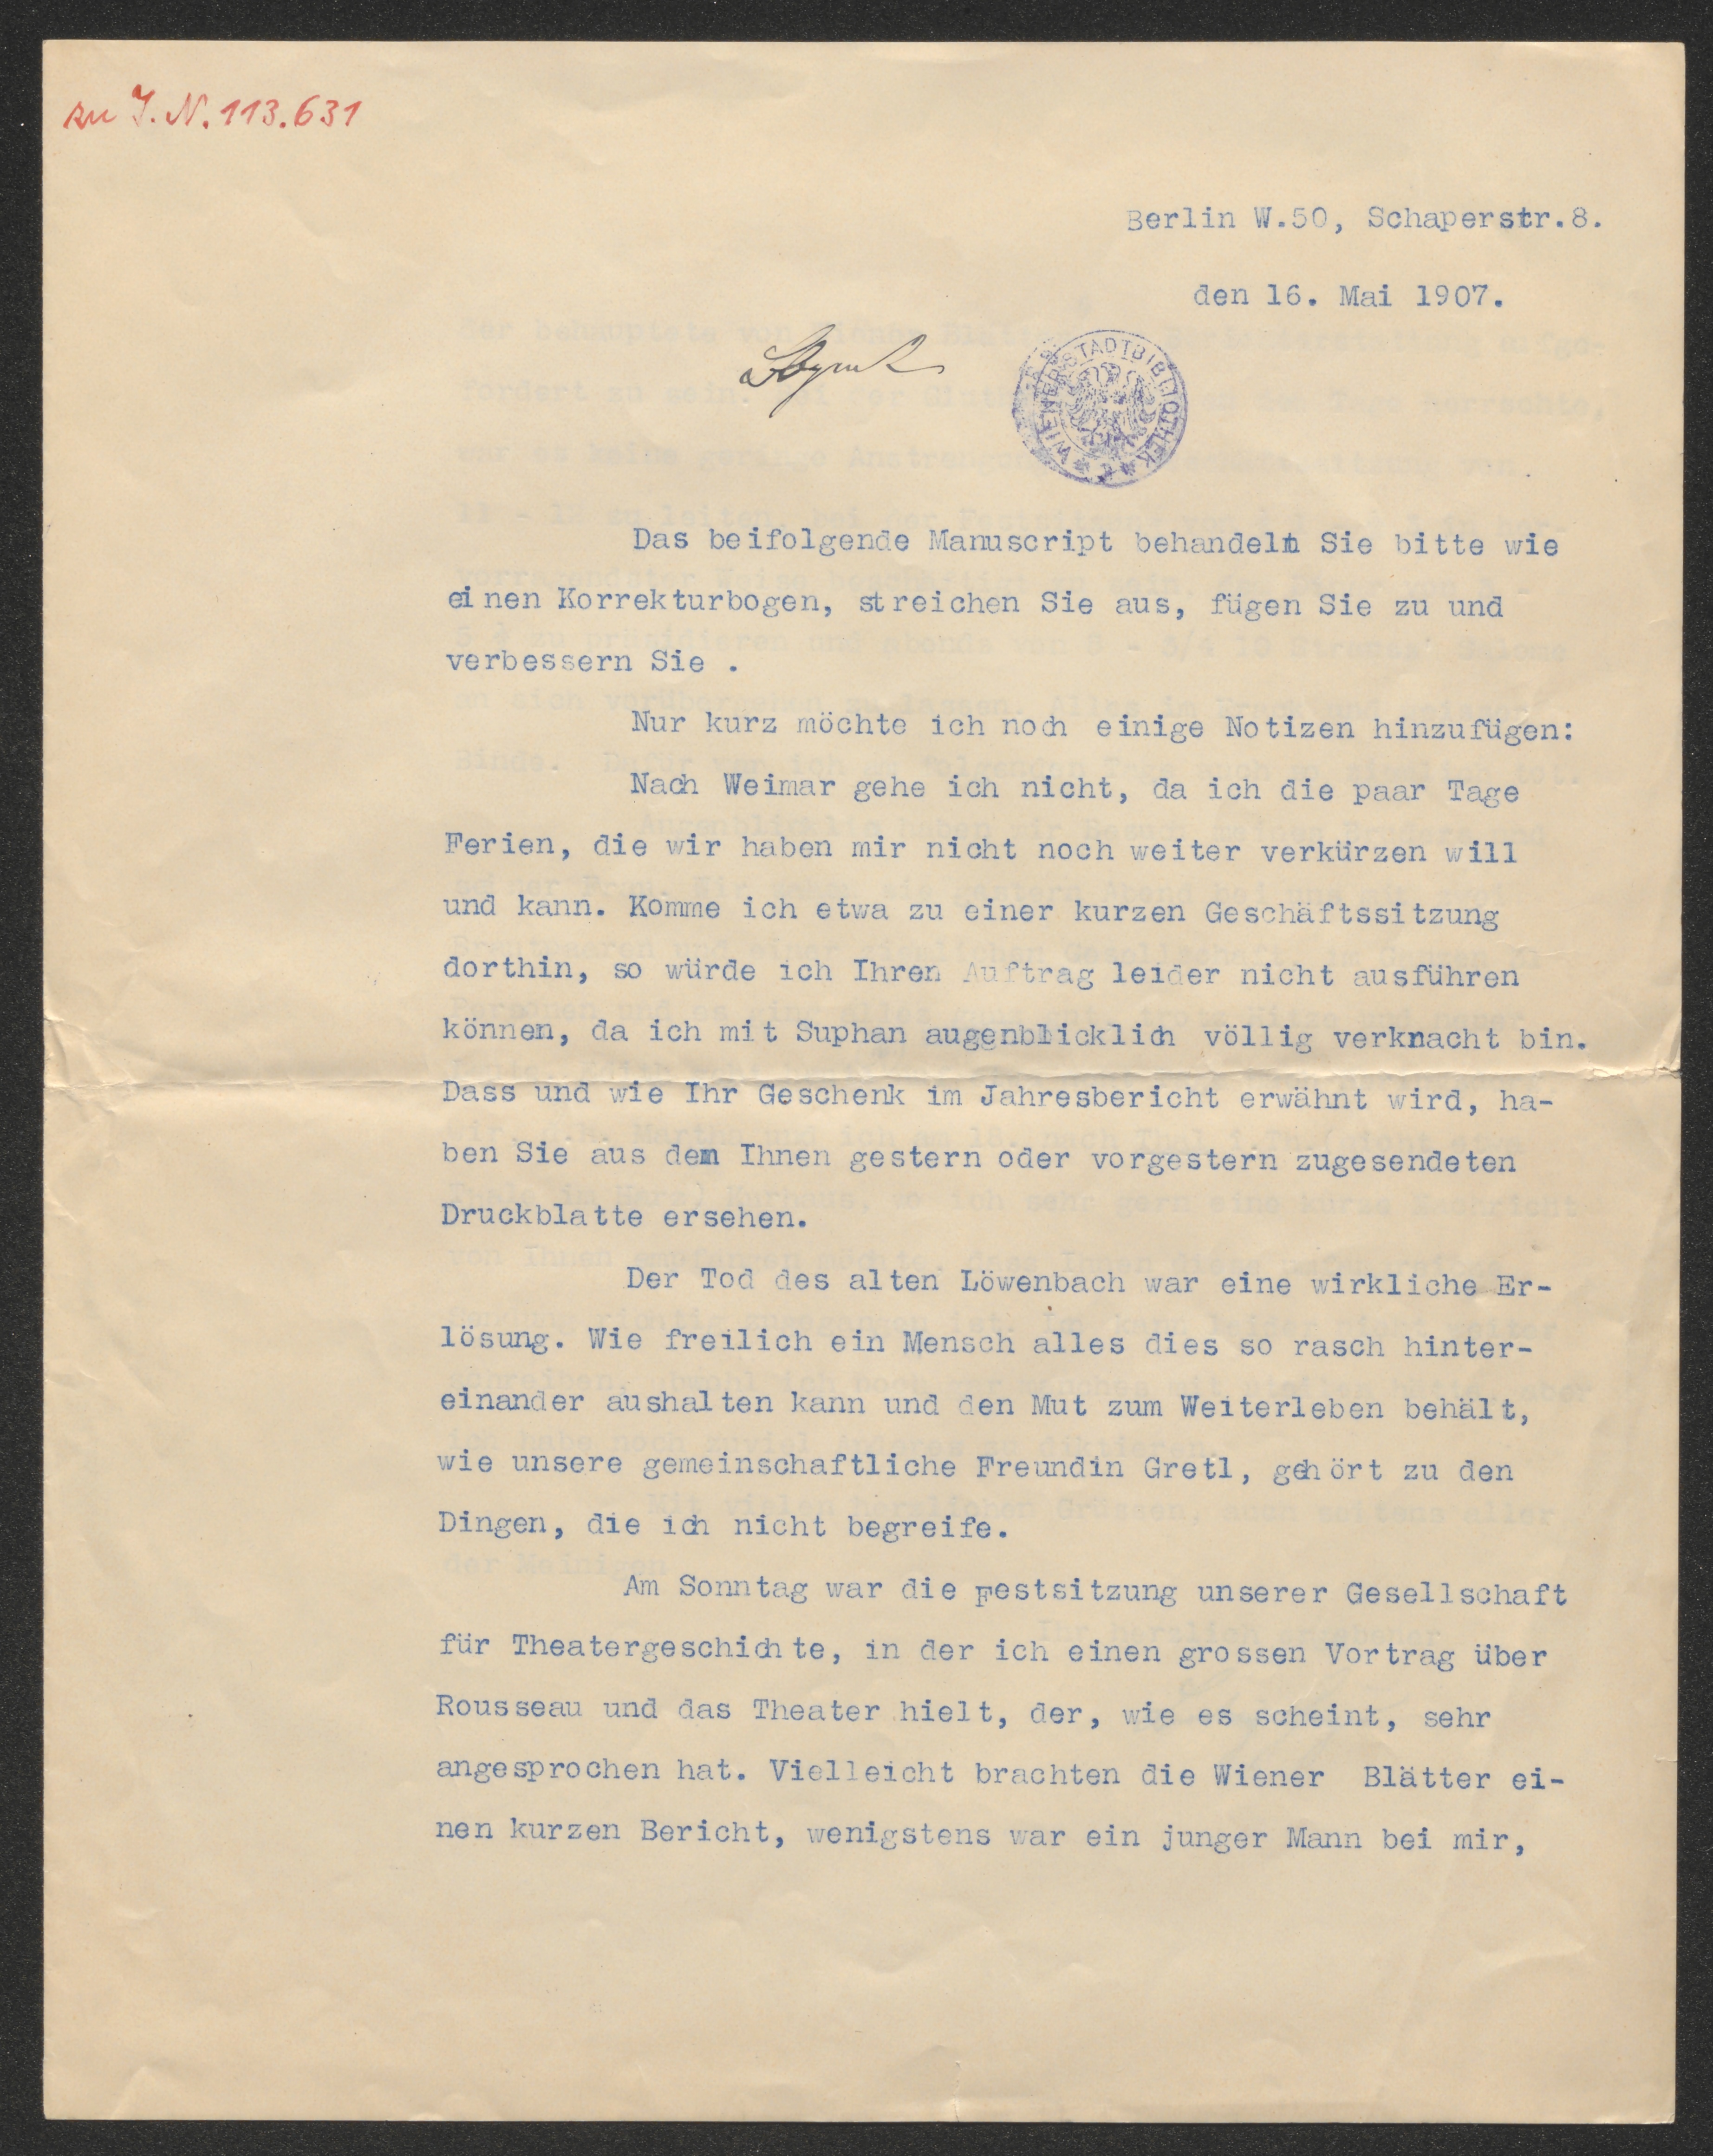 zu J. N. 113.631
Berlin W.50, Schaperstr.8.
den 16. Mai 1907.
WIENER STADTBIBLIOTHEK
Das beifolgende Manuscript behandeln Sie bitte wie
einen Korrekturbogen, streichen Sie aus, fügen Sie zu und
verbessern Sie .
Nur kurz möchte ich noch einige Notizen hinzufügen:
Nach Weimar gehe ich nicht, da ich die paar Tage
Ferien, die wir haben mir nicht noch weiter verkürzen will
und kann. Komme ich etwa zu einer kurzen Geschäftssitzung
dorthin, so würde ich Ihren Auftrag leider nicht ausführen
können, da ich mit Suphan augenblicklich völlig verknacht bin.
Dass und wie Ihr Geschenk im Jahresbericht erwähnt wird, ha-
ben Sie aus dem Ihnen gestern oder vorgestern zugesendeten
Druckblatte ersehen.
Der Tod des alten Löwenbach war eine wirkliche Er-
lösung. Wie freilich ein Mensch alles dies so rasch hinter-
einander aushalten kann und den Mut zum Weiterleben behält,
wie unsere gemeinschaftliche Freundin Gretl, gehört zu den
Dingen, die ich nicht begreife.
Am Sonntag war die Festsitzung unserer Gesellschaft
für Theatergeschichte, in der ich einen grossen Vortrag über
Rousseau und das Theater hielt, der, wie es scheint, sehr
angesprochen hat. Vielleicht brachten die Wiener Blätter ei-
nen kurzen Bericht, wenigstens war ein junger Mann bei mir,